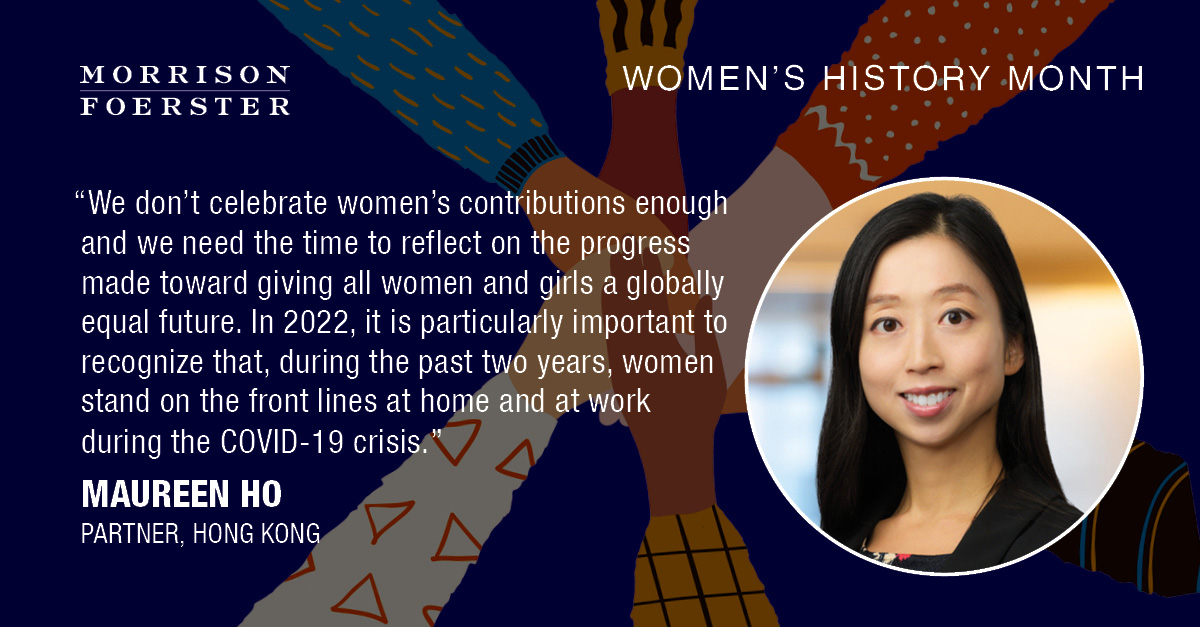 MORRISON
FOERSTER
WOMEN’S HISTORY MONTH
“We don’t celebrate women’s contributions enough
and we need the time to reflect on the progress
made toward giving all women and girls a globally
equal future. In 2022, it is particularly important to
recognize that, during the past two years, women
stand on the front lines at home and at work
during the COVID-19 crisis.”
MAUREEN HO
PARTNER, HONG KONG